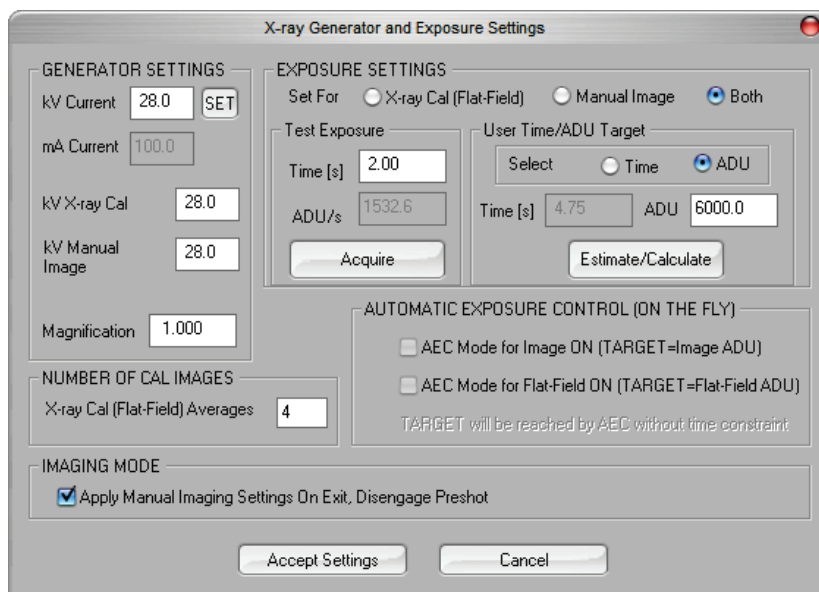 X-ray Generator and Exposure Settings
GENERATOR SETTINGS
kV Current 28.0 SET
mA Current 100.0
kV X-ray Cal 28.0
kV Manual
Image 28.0
Magnification 1.000
EXPOSURE SETTINGS
Set For X-ray Cal (Flat-Field) Manual Image Both
Test Exposure
Time [s] 2.00
ADU/s 1532.6
Acquire
User Time/ADU Target
Select Time ADU
Time [s] 4.75 ADU 6000.0
Estimate/Calculate
AUTOMATIC EXPOSURE CONTROL (ON THE FLY)
AEC Mode for Image ON (TARGET=Image ADU)
AEC Mode for Flat-Field ON (TARGET=Flat-Field ADU)
TARGET will be reached by AEC without time constraint
NUMBER OF CAL IMAGES
X-ray Cal (Flat-Field) Averages 4
IMAGING MODE
Apply Manual Imaging Settings On Exit, Disengage Preshot
Accept Settings Cancel